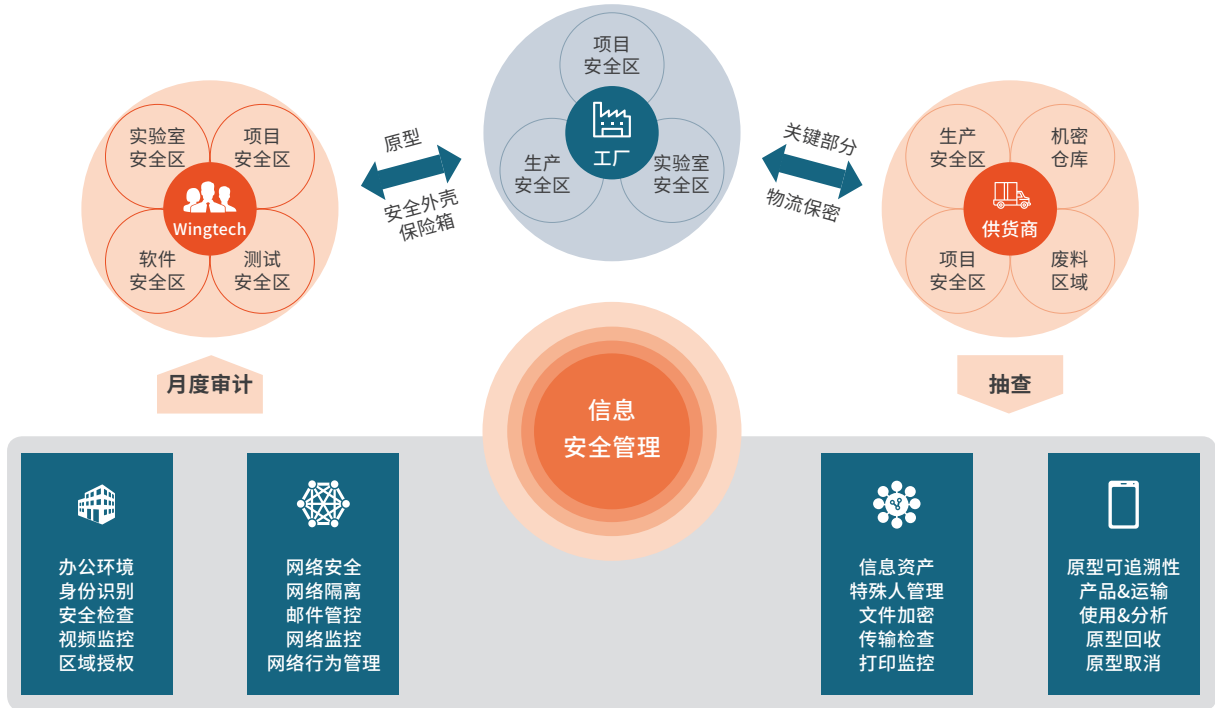 项目
安全区
工厂
生产
安全区
实验室
安全区
实验室
安全区
项目
安全区
Wingtech
软件
安全区
测试
安全区
原型
安全外壳
保险箱
关键部分
物流保密
生产
安全区
机密
仓库
供货商
项目
安全区
废料
区域
月度审计
抽查
信息
安全管理
办公环境
身份识别
安全检查
视频监控
区域授权
网络安全
网络隔离
邮件管控
网络监控
网络行为管理
信息资产
特殊人管理
文件加密
传输检查
打印监控
原型可追溯性
产品&运输
使用&分析
原型回收
原型取消